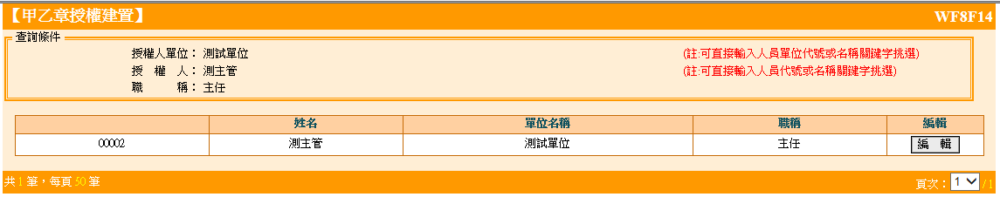 【甲乙章授權建置】 WF8F14
查詢條件
授權人單位： 測試單位 (註:可直接輸入人員單位代號或名稱關鍵字挑選)
授 權 人： 測主管 (註:可直接輸入人員代號或名稱關鍵字挑選)
職 稱： 主任
姓名 單位名稱 職稱 編輯
00002 測主管 測試單位 主任 編 輯
共1 筆，每頁 50 筆 頁次： 1 /1